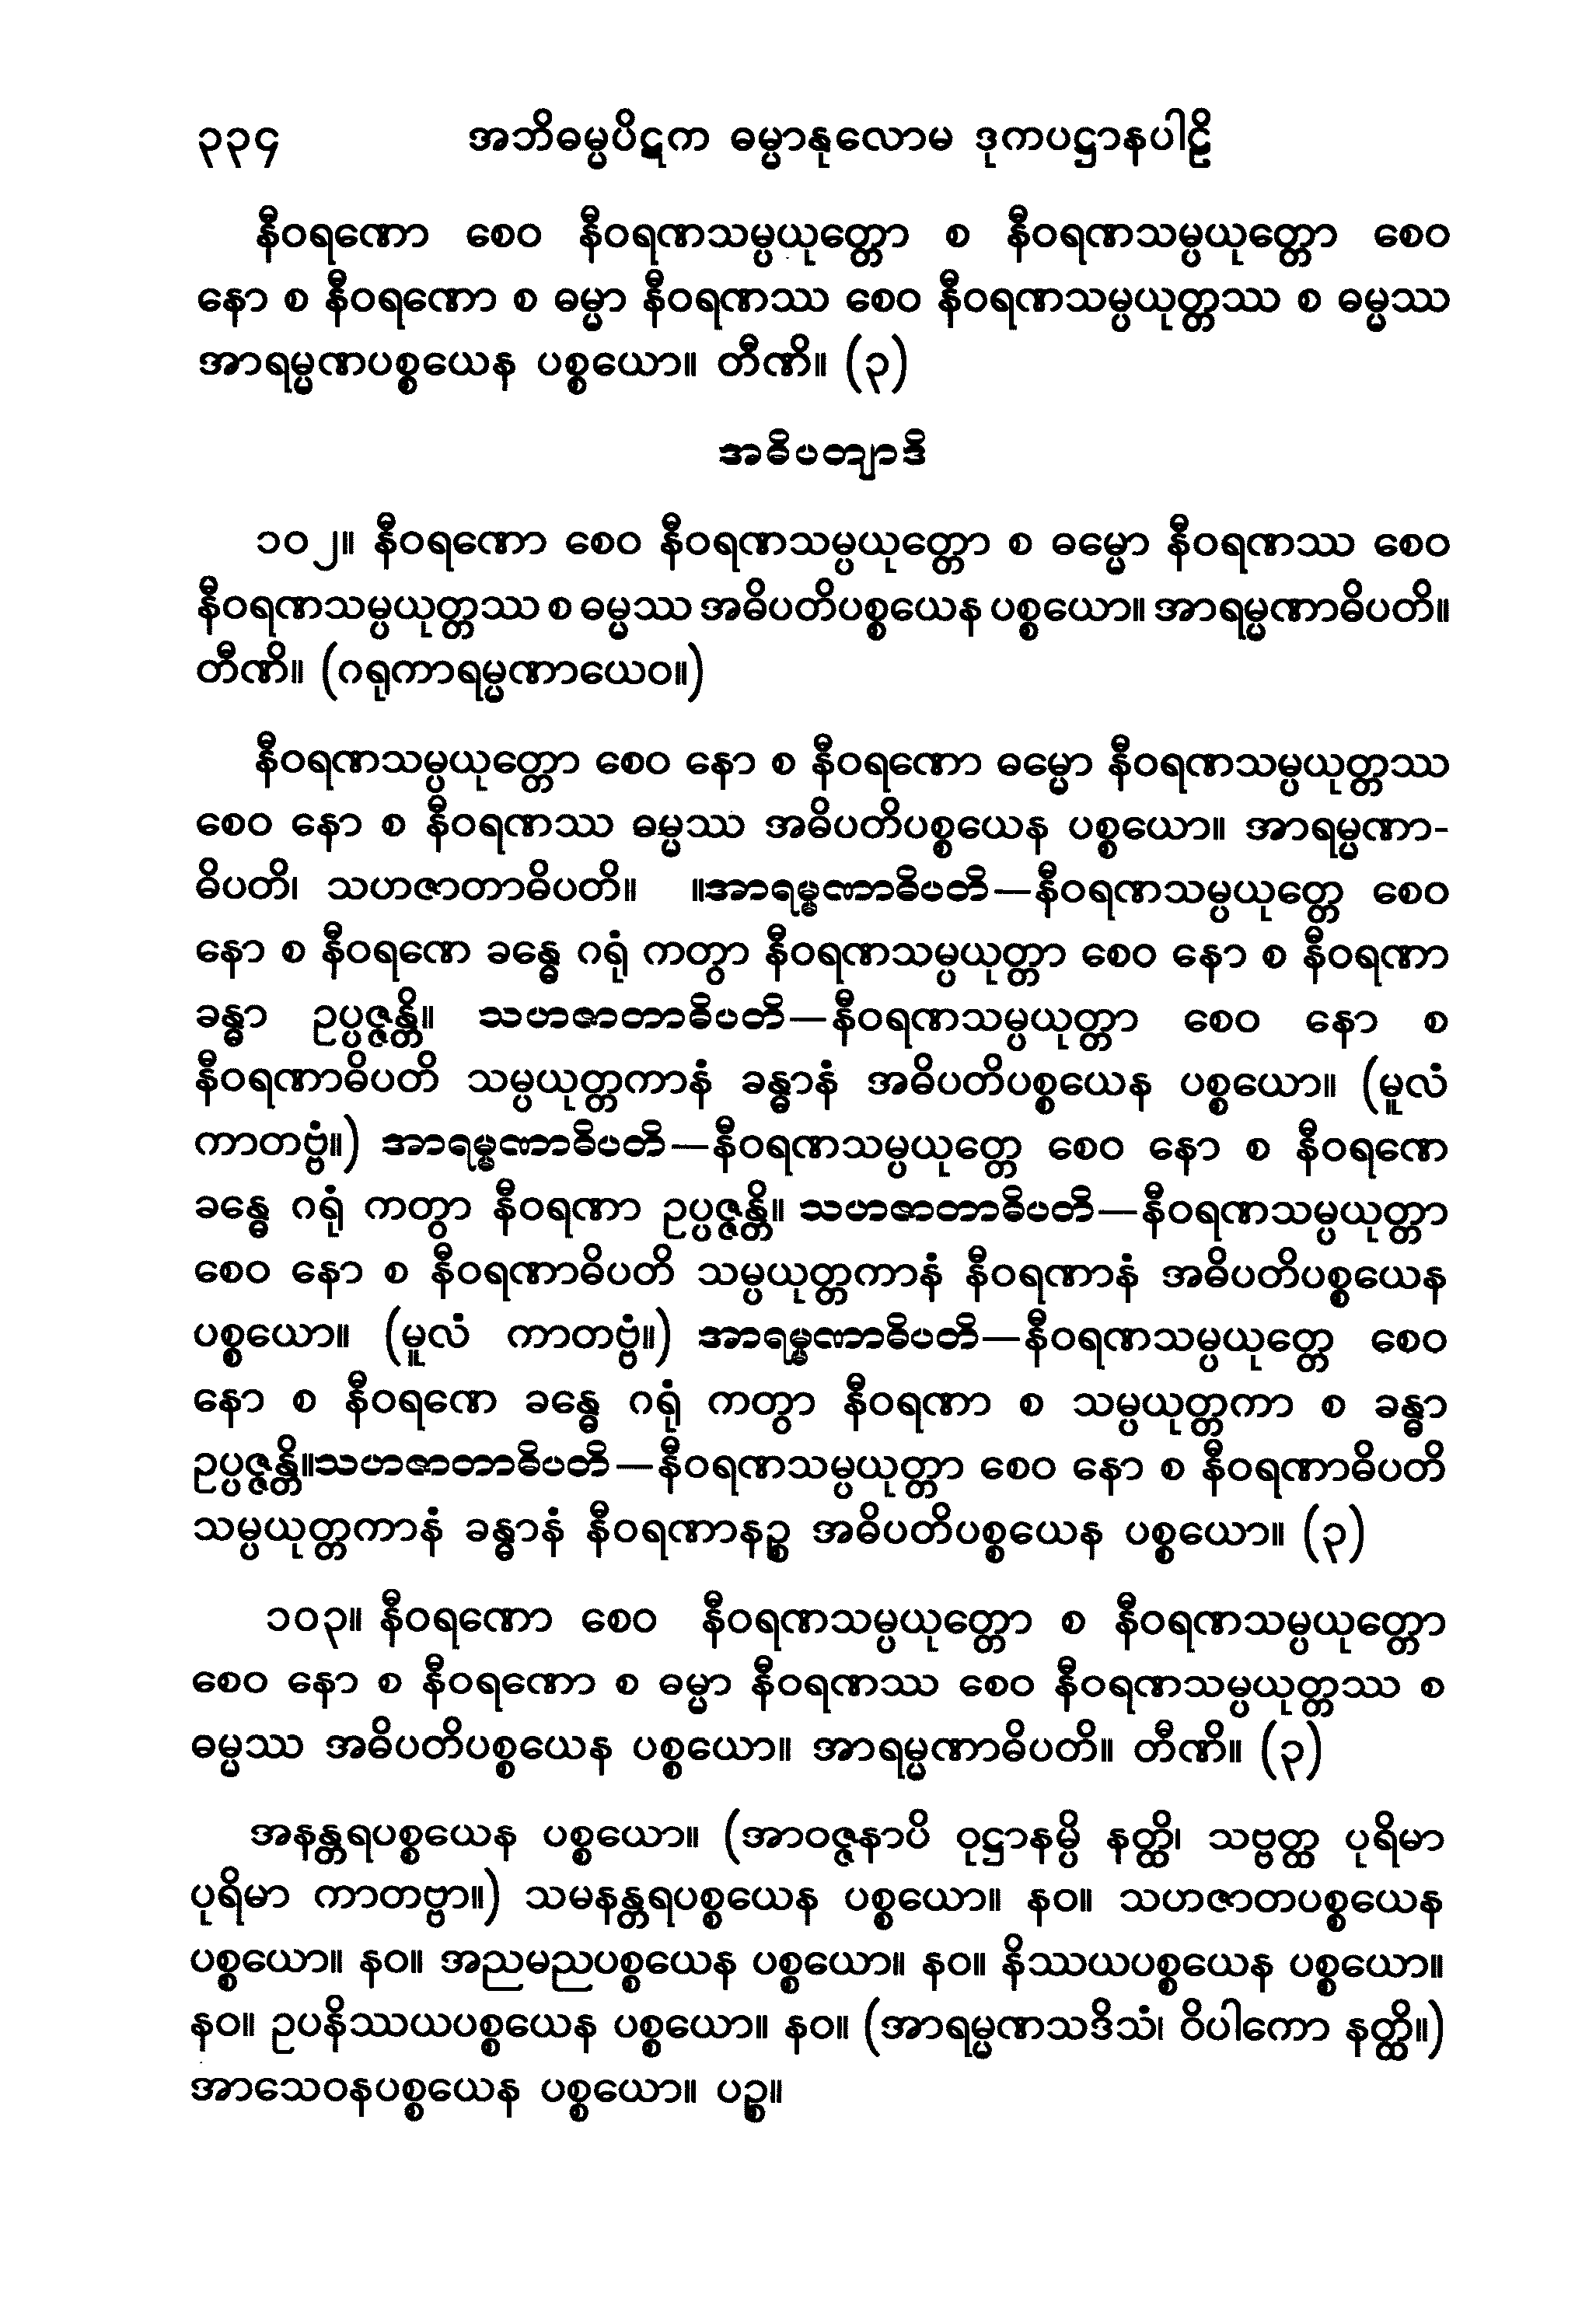 ၃၃၄ အဘိဓမ္မပိဋက ဓမ္မာနုလောမ ဒုကပဋ္ဌာနပါဠိ
နီဝရဏော စေဝ နီဝရဏသမ္ပယုတ္တော စ နီဝရဏသမ္ပယုတ္တော စေဝ
နော စ နီဝရဏော စ ဓမ္မာ နီဝရဏဿ စေဝ နီဝရဏသမ္ပယုတ္တဿ စ ဓမ္မဿ
အာရမ္မဏပစ္စယေန ပစ္စယော။ တီဏိ။ (၃)
အဓိပတျာဒိ
၁၀၂။ နီဝရဏော စေဝ နီဝရဏသမ္ပယုတ္တော စ ဓမ္မော နီဝရဏဿ စေဝ
နီဝရဏသမ္ပယုတ္တဿ စ ဓမ္မဿ အဓိပတိပစ္စယေန ပစ္စယော။ အာရမ္မဏာဓိပတိ။
တီဏိ။ (ဂရုကာရမ္မဏာယေဝ။)
နီဝရဏသမ္ပယုတ္တော စေဝ နော စ နီဝရဏော ဓမ္မော နီဝရဏသမ္ပယုတ္တဿ
စေဝ နော စ နီဝရဏဿ ဓမ္မဿ အဓိပတိပစ္စယေန ပစ္စယော။ အာရမ္မဏာ-
ဓိပတိ၊ သဟဇာတာဓိပတိ။ ။အာရမ္မဏာဓိပတိ—နီဝရဏသမ္ပယုတ္တေ စေဝ
နော စ နီဝရဏေ ခန္ဓေ ဂရုံ ကတွာ နီဝရဏသမ္ပယုတ္တာ စေဝ နော စ နီဝရဏာ
ခန္ဓာ ဥပ္ပဇ္ဇန္တိ။ သဟဇာတာဓိပတိ—နီဝရဏသမ္ပယုတ္တာ စေဝ နော စ
နီဝရဏာဓိပတိ သမ္ပယုတ္တကာနံ ခန္ဓာနံ အဓိပတိပစ္စယေန ပစ္စယော။ (မူလံ
ကာတဗ္ဗံ။) အာရမ္မဏာဓိပတိ—နီဝရဏသမ္ပယုတ္တေ စေဝ နော စ နီဝရဏေ
ခန္ဓေ ဂရုံ ကတွာ နီဝရဏာ ဥပ္ပဇ္ဇန္တိ။ သဟဇာတာဓိပတိ—နီဝရဏသမ္ပယုတ္တာ
စေဝ နော စ နီဝရဏာဓိပတိ သမ္ပယုတ္တကာနံ နီဝရဏာနံ အဓိပတိပစ္စယေန
ပစ္စယော။ (မူလံ ကာတဗ္ဗံ။) အာရမ္မဏာဓိပတိ—နီဝရဏသမ္ပယုတ္တေ စေဝ
နော စ နီဝရဏေ ခန္ဓေ ဂရုံ ကတွာ နီဝရဏာ စ သမ္ပယုတ္တကာ စ ခန္ဓာ
ဥပ္ပဇ္ဇန္တိ။သဟဇာတာဓိပတိ—နီဝရဏသမ္ပယုတ္တာ စေဝ နော စ နီဝရဏာဓိပတိ
သမ္ပယုတ္တကာနံ ခန္ဓာနံ နီဝရဏာနဉ္စ အဓိပတိပစ္စယေန ပစ္စယော။ (၃)
၁၀၃။ နီဝရဏော စေဝ နီဝရဏသမ္ပယုတ္တော စ နီဝရဏသမ္ပယုတ္တော
စေဝ နော စ နီဝရဏော စ ဓမ္မာ နီဝရဏဿ စေဝ နီဝရဏသမ္ပယုတ္တဿ စ
ဓမ္မဿ အဓိပတိပစ္စယေန ပစ္စယော။ အာရမ္မဏာဓိပတိ။ တီဏိ။ (၃)
အနန္တရပစ္စယေန ပစ္စယော။ (အာဝဇ္ဇနာပိ ဝုဋ္ဌာနမ္ပိ နတ္ထိ၊ သဗ္ဗတ္ထ ပုရိမာ
ပုရိမာ ကာတဗ္ဗာ။) သမနန္တရပစ္စယေန ပစ္စယော။ နဝ။ သဟဇာတပစ္စယေန
ပစ္စယော။ နဝ။ အညမညပစ္စယေန ပစ္စယော။ နဝ။ နိဿယပစ္စယေန ပစ္စယော။
နဝ။ ဥပနိဿယပစ္စယေန ပစ္စယော။ နဝ။ (အာရမ္မဏသဒိသံ၊ ဝိပါကော နတ္ထိ။)
အာသေဝနပစ္စယေန ပစ္စယော။ ပဉ္စ။